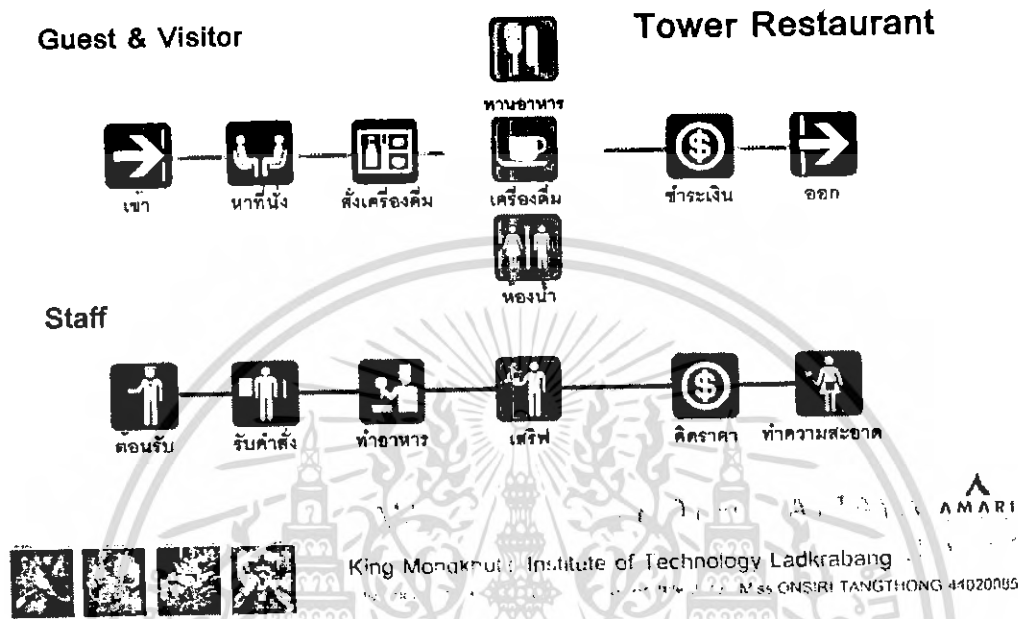 Guest & Visitor
Tower Restaurant
ทานอาหาร
เข้า
หาที่นั่ง
สั่งเครื่องดื่ม
เครื่องดื่ม
ชำระเงิน
ออก
ห้องน้ำ
Staff
ต้อนรับ
รับคำสั่ง
ทำอาหาร
เสริฟ
คิดราคา
ทำความสะอาด
AMARI
King Mongkhut Institute of Technology Ladkrabang
Miss ONSIRI TANGTHONG